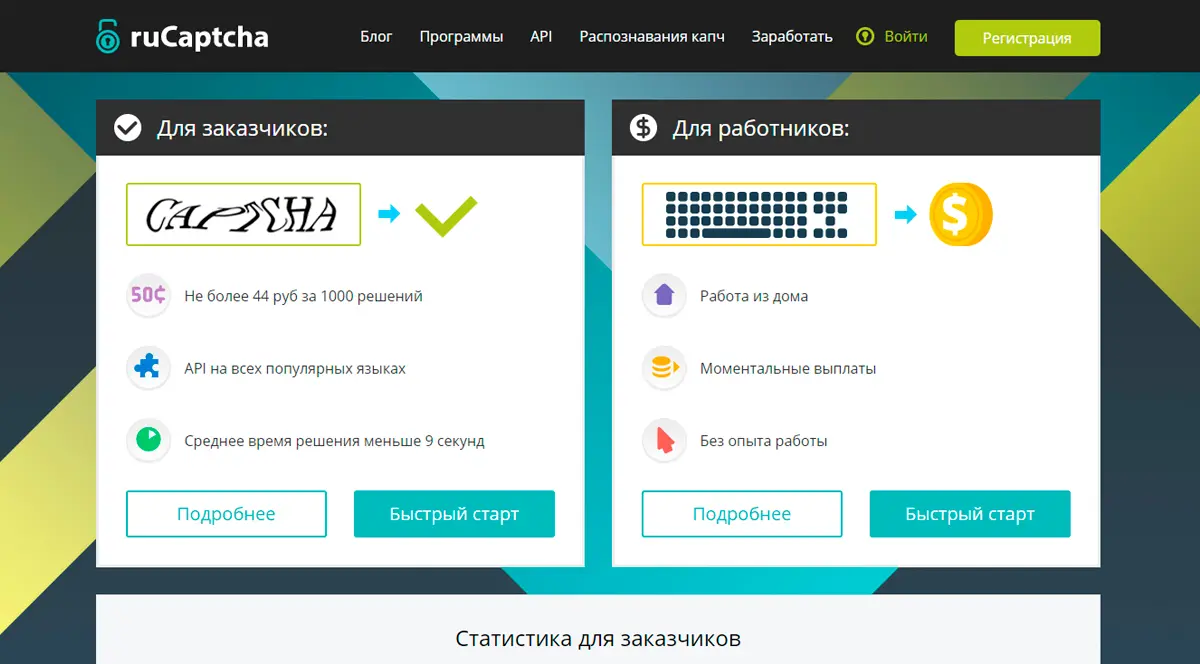 ruCaptcha
Блог Программы API Распознавания капч Заработать Войти Регистрация
Для заказчиков:
CAPTCHA
50¢
Не более 44 руб за 1000 решений
API на всех популярных языках
Среднее время решения меньше 9 секунд
Подробнее Быстрый старт
$ Для работников:
$
Работа из дома
Моментальные выплаты
Без опыта работы
Подробнее Быстрый старт
Статистика для заказчиков